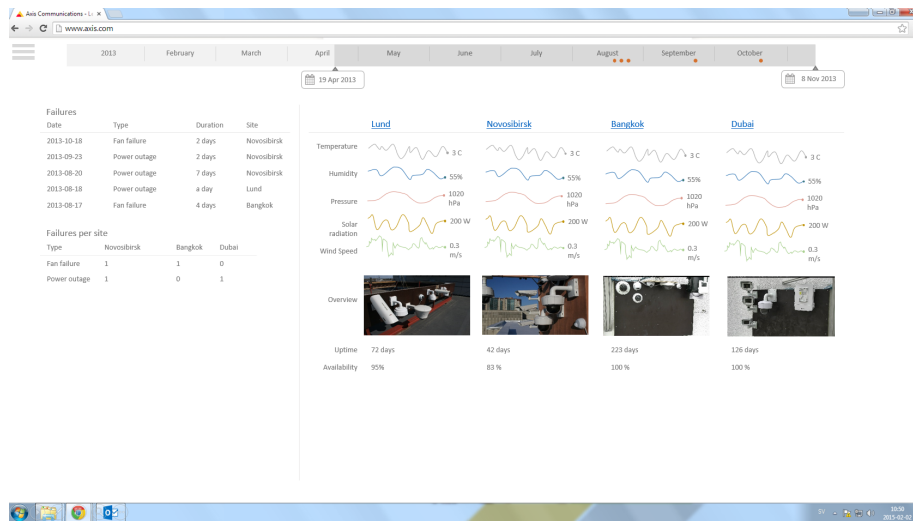 Axis Communications - L
www.axis.com
2013 February March April May June July August September October
19 Apr 2013 8 Nov 2013
Failures
Date Type Duration Site
2013-10-18 Fan failure 2 days Novosibirsk
2013-09-23 Power outage 2 days Novosibirsk
2013-08-20 Power outage 7 days Novosibirsk
2013-08-18 Power outage a day Lund
2013-08-17 Fan failure 4 days Bangkok
Failures per site
Type Novosibirsk Bangkok Dubai
Fan failure 1 1 0
Power outage 1 0 1
Lund Novosibirsk Bangkok Dubai
Temperature 3 C 3 C 3 C 3 C
Humidity 55% 55% 55% 55%
Pressure 1020 hPa 1020 hPa 1020 hPa 1020 hPa
Solar radiation 200 W 200 W 200 W 200 W
Wind Speed 0.3 m/s 0.3 m/s 0.3 m/s 0.3 m/s
Overview
Uptime 72 days 42 days 223 days 126 days
Availability 95% 83 % 100 % 100 %
SV 10:50
2015-02-02